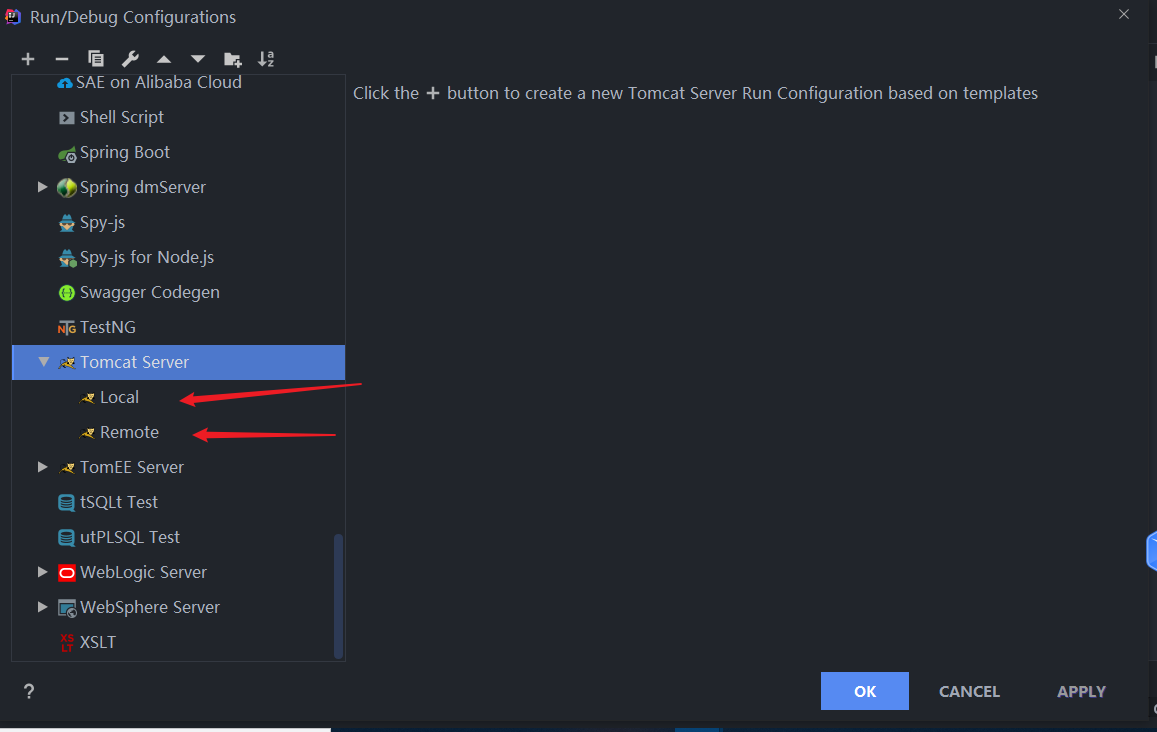 Run/Debug Configurations
SAE on Alibaba Cloud
Click the + button to create a new Tomcat Server Run Configuration based on templates
Shell Script
Spring Boot
Spring dmServer
Spy-js
Spy-js for Node.js
Swagger Codegen
TestNG
Tomcat Server
Local
Remote
TomEE Server
tSQLt Test
utPLSQL Test
WebLogic Server
WebSphere Server
XSLT
? OK CANCEL APPLY